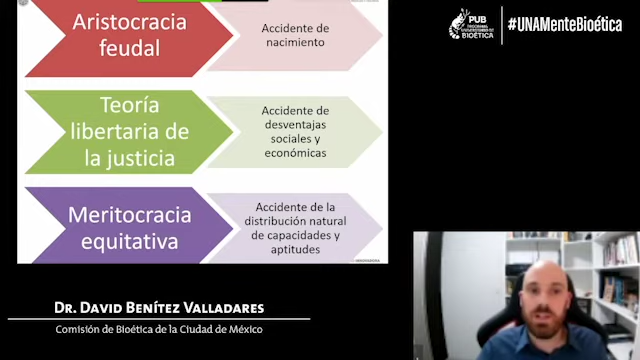 Aristocracia
feudal
Accidente de
nacimiento
Teoría
libertaria de
la justicia
Accidente de
desventajas
sociales y
económicas
Meritocracia
equitativa
Accidente de la
distribución natural
de capacidades y
aptitudes
PUB
BIOÉTICA
#UNAMenteBioética
Dr. David Benítez Valladares
Comisión de Bioética de la Ciudad de México